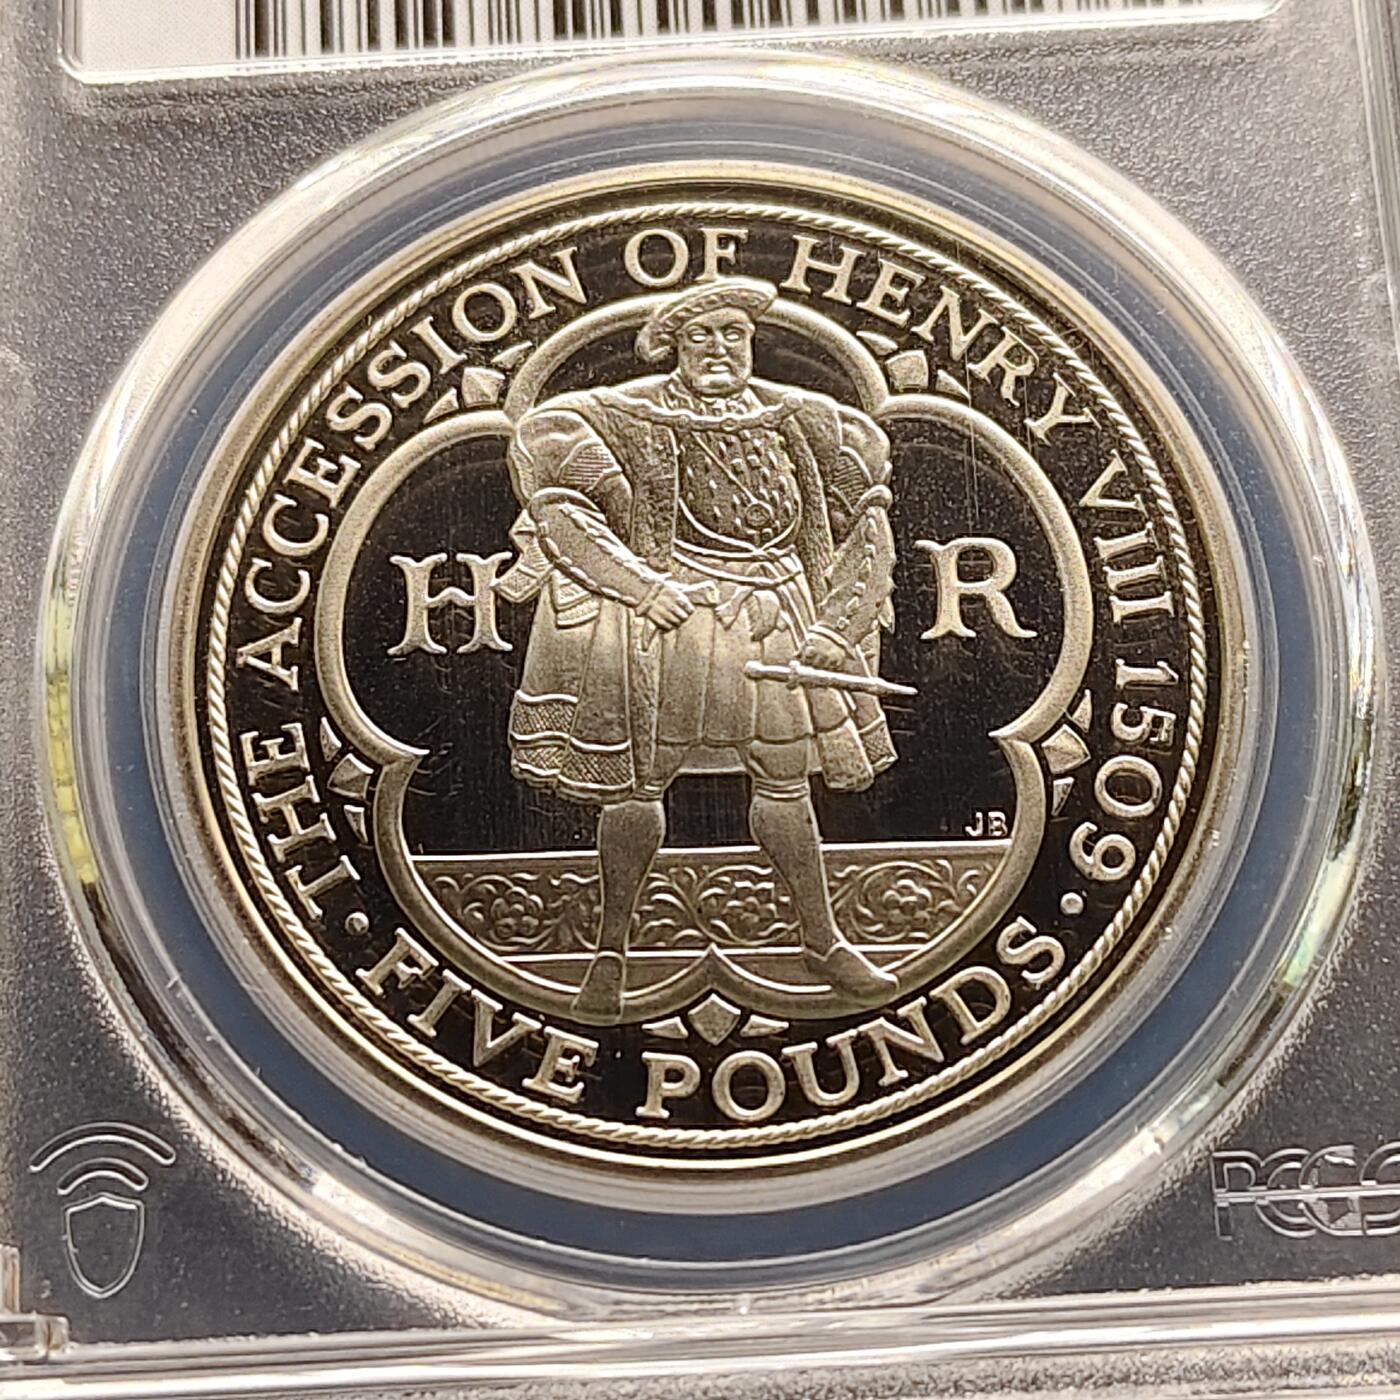 THE ACCESSION OF HENRY VIII 1509
H R
JB
FIVE POUNDS
PCGS